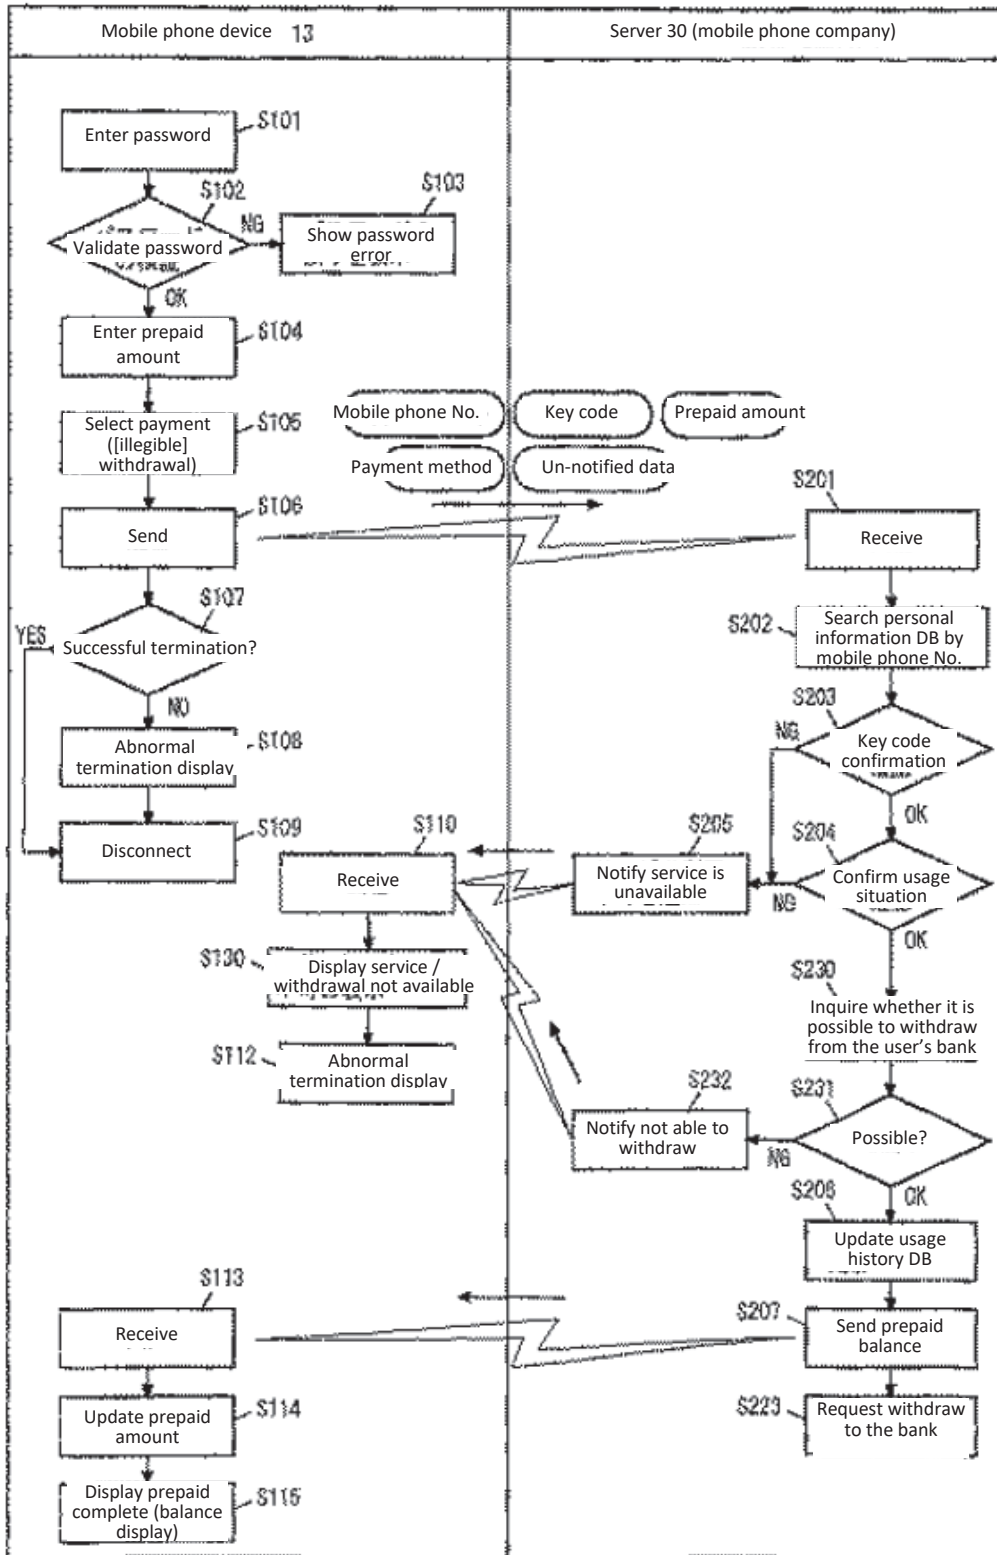 Mobile phone device 13
Server 30 (mobile phone company)
S101
Enter password
S102
Validate password
NG
S103
Show password
error
OK
S104
Enter prepaid
amount
S105
Select payment
([illegible]
withdrawal)
Mobile phone No.
Key code
Prepaid amount
Payment method
Un-notified data
S106
Send
S201
Receive
S107
YES
Successful termination?
NO
S202
Search personal
information DB by
mobile phone No.
S203
NG
Key code
confirmation
OK
S108
Abnormal
termination display
S109
Disconnect
S110
Receive
S205
Notify service is
unavailable
S204
Confirm usage
situation
NG
OK
S130
Display service /
withdrawal not available
S112
Abnormal
termination display
S230
Inquire whether it is
possible to withdraw
from the user's bank
S232
Notify not able to
withdraw
S231
Possible?
NG
OK
S206
Update usage
history DB
S113
Receive
S207
Send prepaid
balance
S114
Update prepaid
amount
S223
Request withdraw
to the bank
S115
Display prepaid
complete (balance
display)